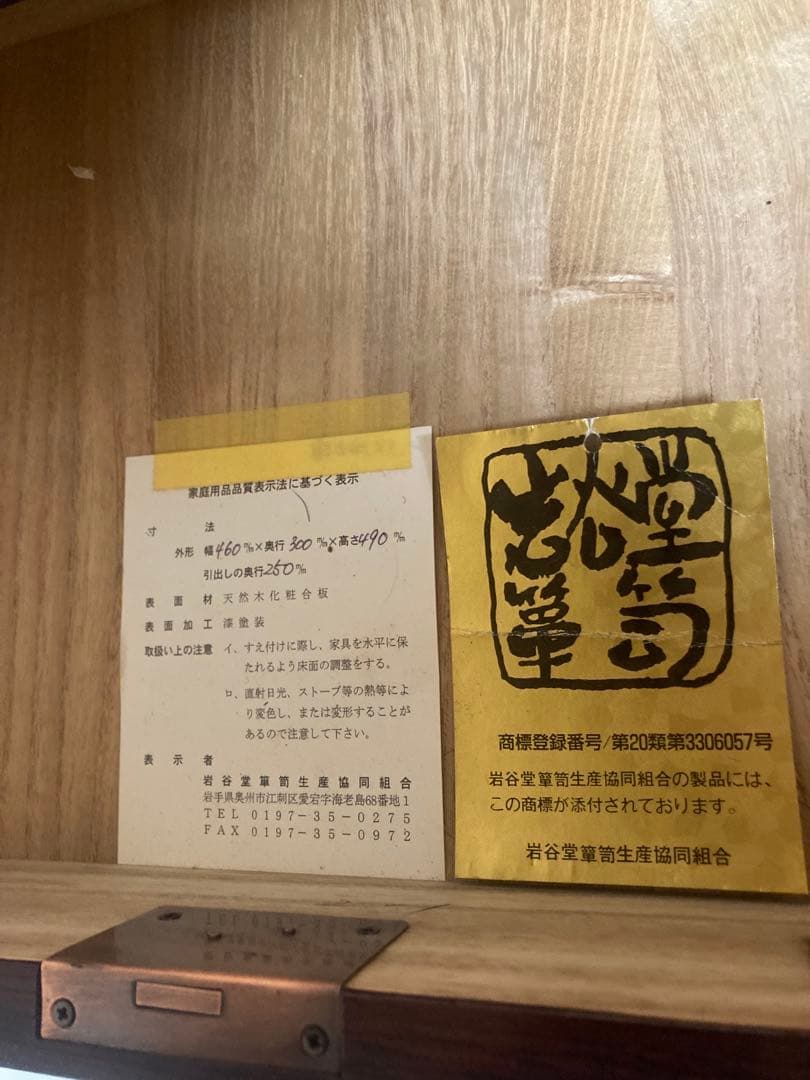 家庭用品品質表示法に基づく表示
寸法
外形 幅460㎜×奥行300㎜×高さ490㎜
引出しの奥行250㎜
表面材 天然木化粧合板
表面加工 漆塗装
取扱い上の注意 イ、すえ付けに際し、家具を水平に保
たれるよう床面の調整をする。
ロ、直射日光、ストーブ等の熱等によ
り変色し、または変形することが
あるので注意して下さい。
表示者
岩谷堂簞笥生産協同組合
岩手県奥州市江刺区愛宕字海老島68番地1
TEL 0197-35-0275
FAX 0197-35-0972
岩谷堂
簞笥
商標登録番号/第20類第3306057号
岩谷堂簞笥生産協同組合の製品には、
この商標が添付されております。
岩谷堂簞笥生産協同組合